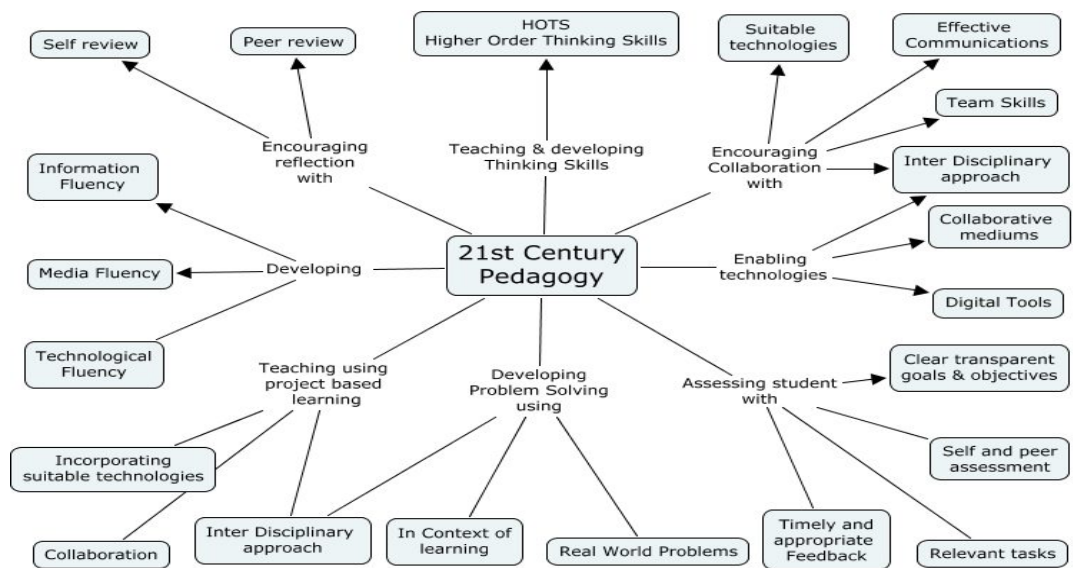 Self review
Peer review
HOTS
Higher Order Thinking Skills
Suitable
technologies
Effective
Communications
Team Skills
Encouraging
reflection
with
Teaching & developing
Thinking Skills
Encouraging
Collaboration
with
Inter Disciplinary
approach
Information
Fluency
Collaborative
mediums
21st Century
Pedagogy
Developing
Media Fluency
Enabling
technologies
Digital Tools
Technological
Fluency
Teaching using
project based
learning
Developing
Problem Solving
using
Assessing student
with
Clear transparent
goals & objectives
Incorporating
suitable technologies
Self and peer
assessment
Collaboration
Inter Disciplinary
approach
In Context of
learning
Real World Problems
Timely and
appropriate
Feedback
Relevant tasks